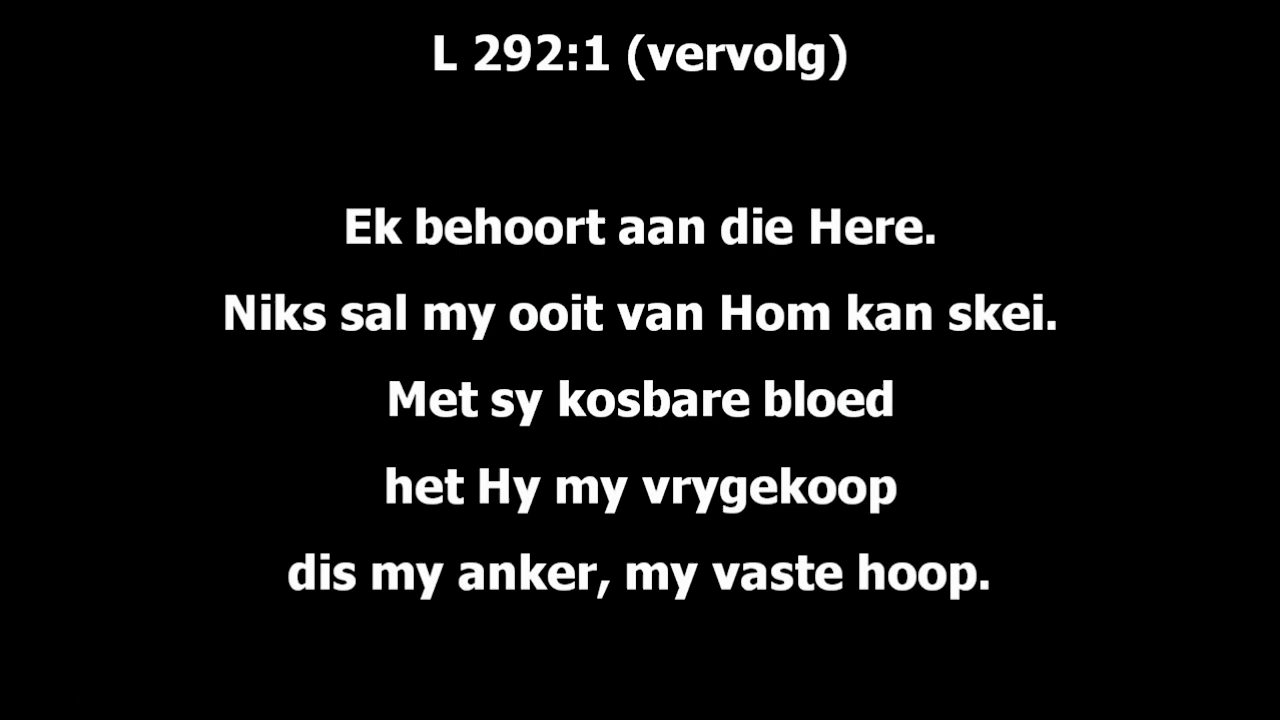 L 292:1 (vervolg)
Ek behoort aan die Here.
Niks sal my ooit van Hom kan skei.
Met sy kosbare bloed
het Hy my vrygekoop
dis my anker, my vaste hoop.